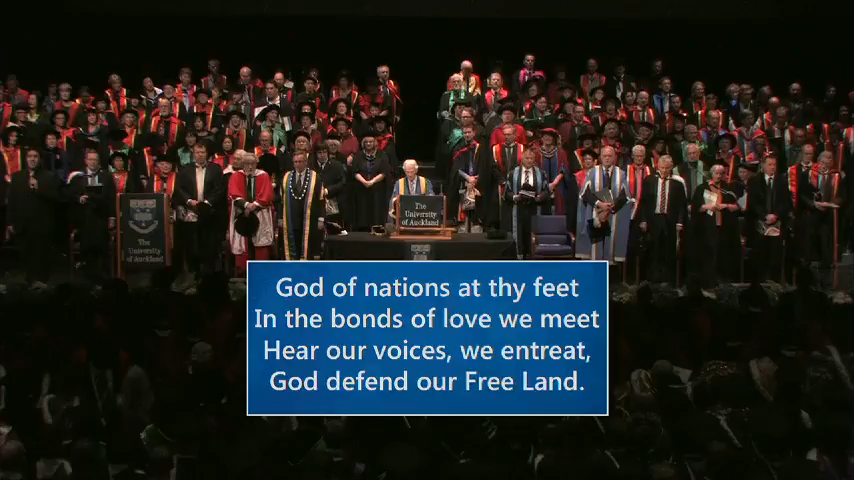 The
University
of Auckland
The
University
of Auckland
God of nations at thy feet
In the bonds of love we meet
Hear our voices, we entreat,
God defend our Free Land.